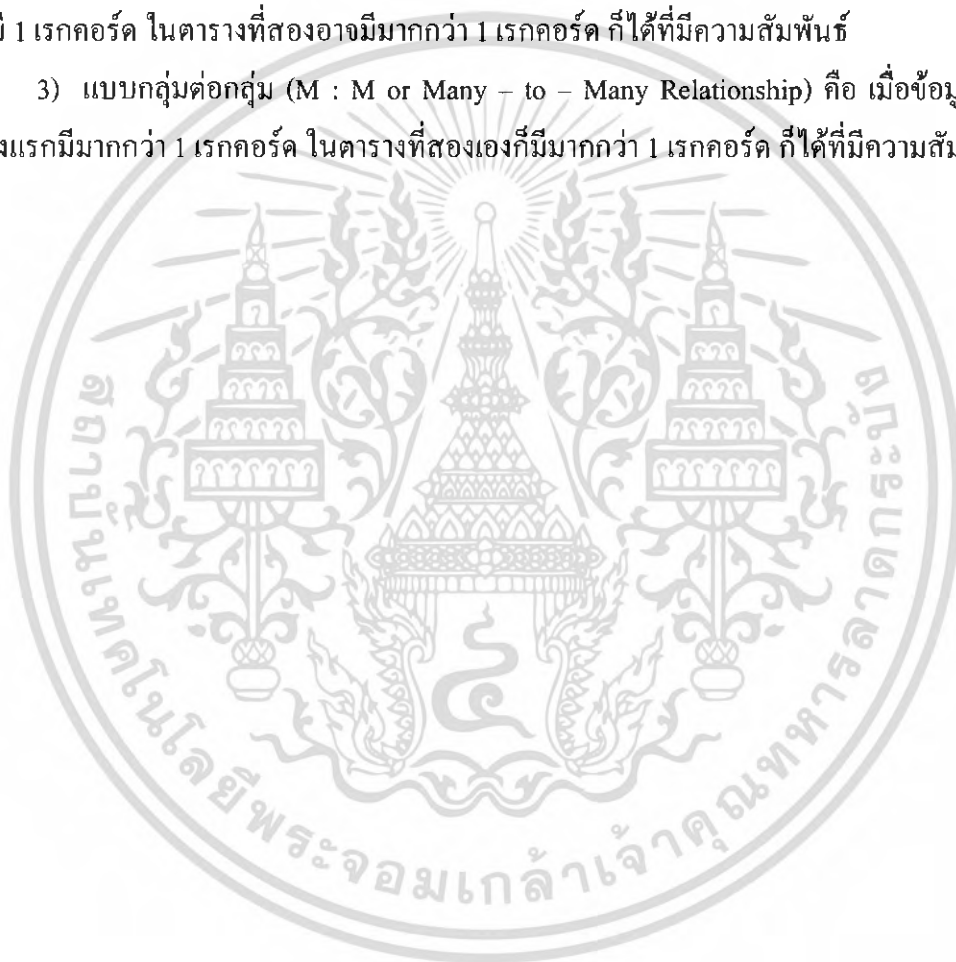 มี 1 เรกคอร์ด ในตารางที่สองอาจมีมากกว่า 1 เรกคอร์ด ก็ได้ที่มีความสัมพันธ์
3) แบบกลุ่มต่อกลุ่ม (M : M or Many – to – Many Relationship) คือ เมื่อข้อมู
งแรกมีมากกว่า 1 เรกคอร์ด ในตารางที่สองเองก็มีมากกว่า 1 เรกคอร์ด ก็ได้ที่มีความสัม
สถาบันเทคโนโลยีพระจอมเกล้าเจ้าคุณทหารลาดกระบัง
๔